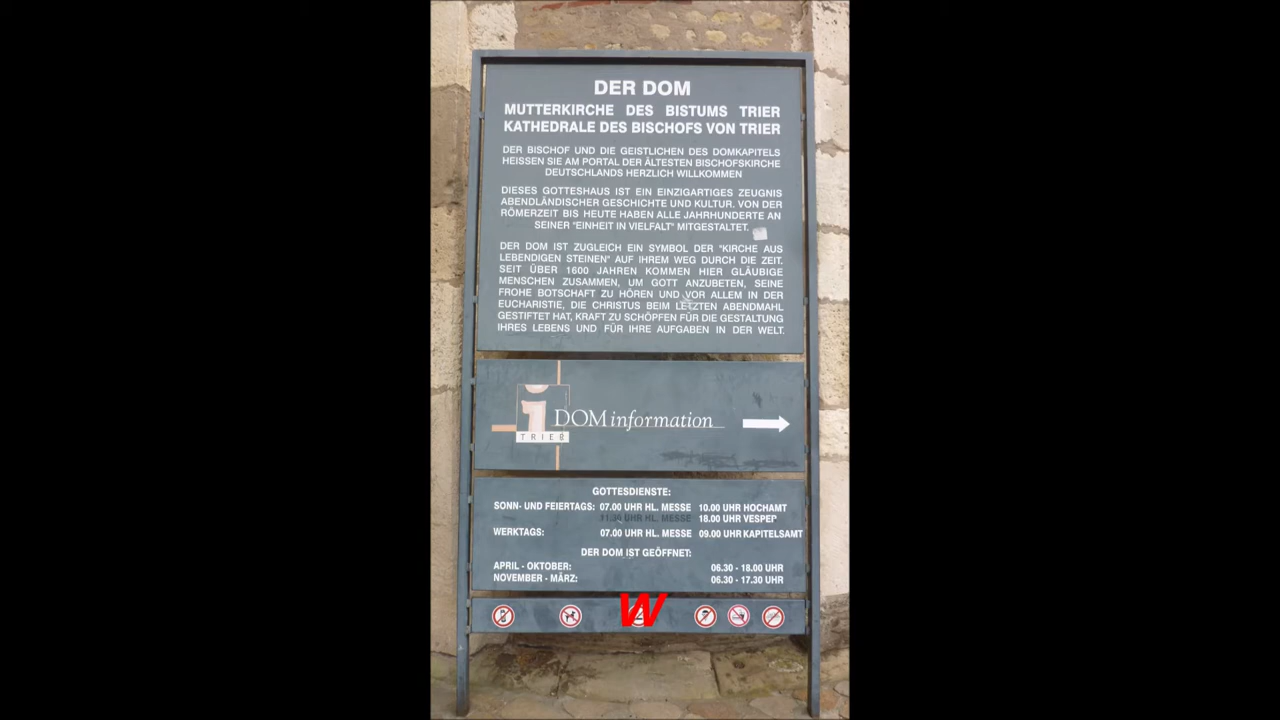 DER DOM
MUTTERKIRCHE DES BISTUMS TRIER
KATHEDRALE DES BISCHOFS VON TRIER
DER BISCHOF UND DIE GEISTLICHEN DES DOMKAPITELS
HEISSEN SIE AM PORTAL DER ÄLTESTEN BISCHOFSKIRCHE
DEUTSCHLANDS HERZLICH WILLKOMMEN
DIESES GOTTESHAUS IST EIN EINZIGARTIGES ZEUGNIS
ABENDLÄNDISCHER GESCHICHTE UND KULTUR. VON DER
RÖMERZEIT BIS HEUTE HABEN ALLE JAHRHUNDERTE AN
SEINER "EINHEIT IN VIELFALT" MITGESTALTET.
DER DOM IST ZUGLEICH EIN SYMBOL DER "KIRCHE AUS
LEBENDIGEN STEINEN" AUF IHREM WEG DURCH DIE ZEIT.
SEIT ÜBER 1600 JAHREN KOMMEN HIER GLÄUBIGE
MENSCHEN ZUSAMMEN, UM GOTT ANZUBETEN, SEINE
FROHE BOTSCHAFT ZU HÖREN UND VOR ALLEM IN DER
EUCHARISTIE, DIE CHRISTUS BEIM LETZTEN ABENDMAHL
GESTIFTET HAT, KRAFT ZU SCHÖPFEN FÜR DIE GESTALTUNG
IHRES LEBENS UND FÜR IHRE AUFGABEN IN DER WELT.
i DOM information
TRIER
GOTTESDIENSTE:
SONN- UND FEIERTAGS: 07.00 UHR HL. MESSE 10.00 UHR HOCHAMT
11.30 UHR HL. MESSE 18.00 UHR VESPER
WERKTAGS: 07.00 UHR HL. MESSE 09.00 UHR KAPITELSAMT
DER DOM IST GEÖFFNET:
APRIL - OKTOBER: 06.30 - 18.00 UHR
NOVEMBER - MÄRZ: 06.30 - 17.30 UHR
W